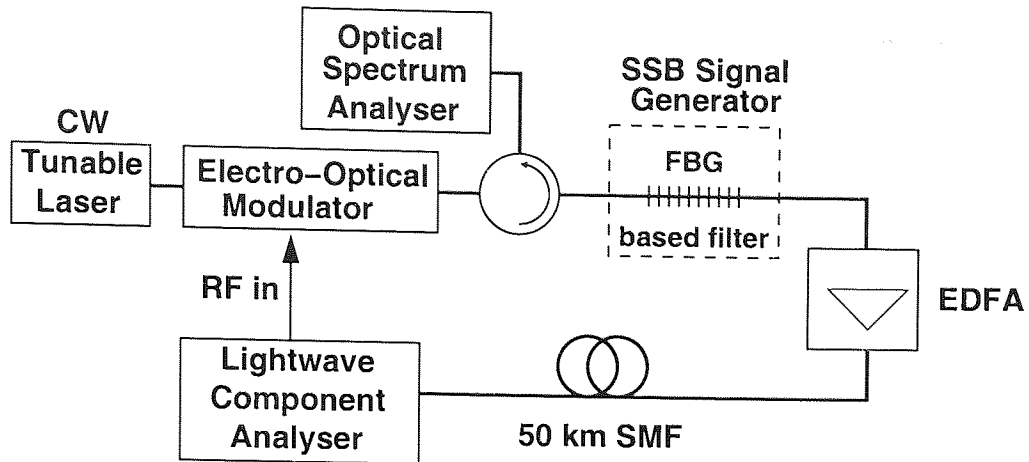 Optical
Spectrum
Analyser
SSB Signal
Generator
CW
Tunable
Laser
Electro-Optical
Modulator
FBG
based filter
RF in
EDFA
Lightwave
Component
Analyser
50 km SMF